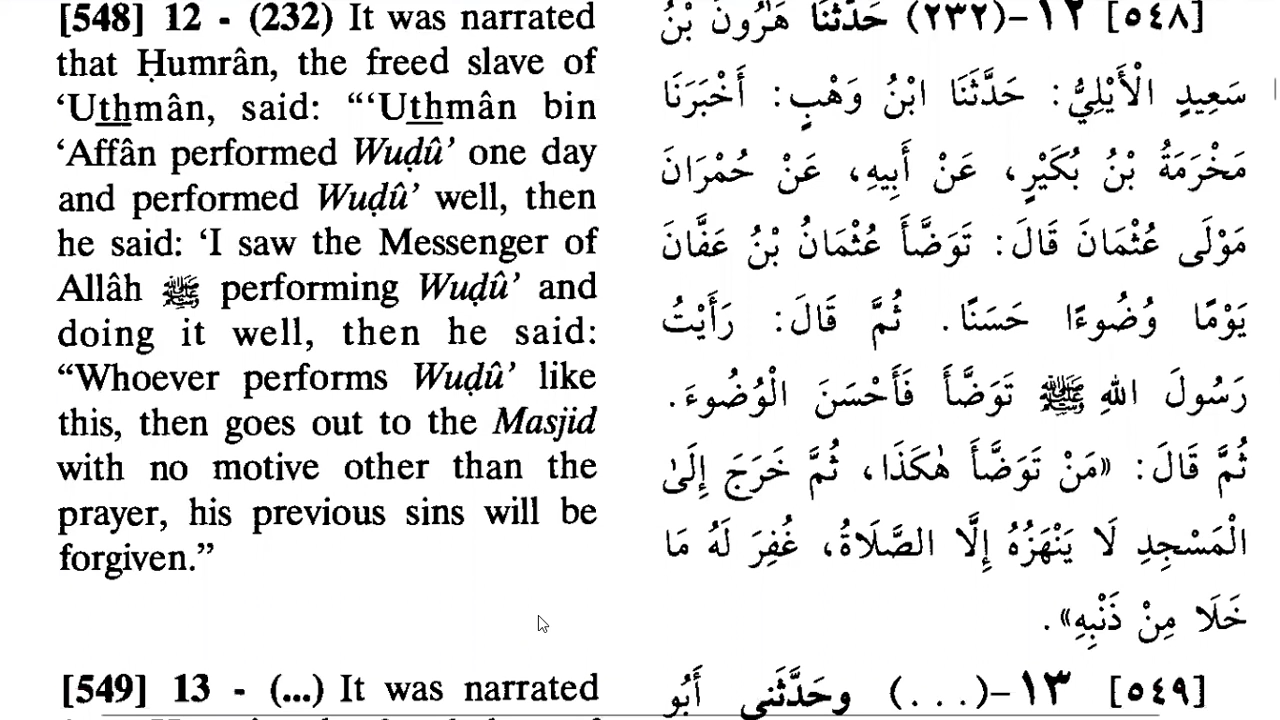 [548] 12 - (232) It was narrated
that Ḥumrân, the freed slave of
‘Uthmân, said: “‘Uthmân bin
‘Affân performed Wuḍû’ one day
and performed Wuḍû’ well, then
he said: ‘I saw the Messenger of
Allâh ﷺ performing Wuḍû’ and
doing it well, then he said:
“Whoever performs Wuḍû’ like
this, then goes out to the Masjid
with no motive other than the
prayer, his previous sins will be
forgiven.”
[549] 13 - (...) It was narrated
[٥٤٨] ١٢-(٢٣٢) حَدَّثَنَا هَٰرُونُ بْنُ
سَعِيدٍ الْأَيْلِيُّ: حَدَّثَنَا ابْنُ وَهْبٍ: أَخْبَرَنَا
مَخْرَمَةُ بْنُ بُكَيْرٍ، عَنْ أَبِيهِ، عَنْ حُمْرَانَ
مَوْلَى عُثْمَانَ قَالَ: تَوَضَّأَ عُثْمَانُ بْنُ عَفَّانَ
يَوْمًا وُضُوءًا حَسَنًا. ثُمَّ قَالَ: رَأَيْتُ
رَسُولَ اللهِ ﷺ تَوَضَّأَ فَأَحْسَنَ الْوُضُوءَ.
ثُمَّ قَالَ: «مَنْ تَوَضَّأَ هٰكَذَا، ثُمَّ خَرَجَ إِلَىٰ
الْمَسْجِدِ لَا يَنْهَزُهُ إِلَّا الصَّلَاةُ، غُفِرَ لَهُ مَا
خَلَا مِنْ ذَنْبِهِ».
[٥٤٩] ١٣-(...) وحَدَّثَنِي أَبُو